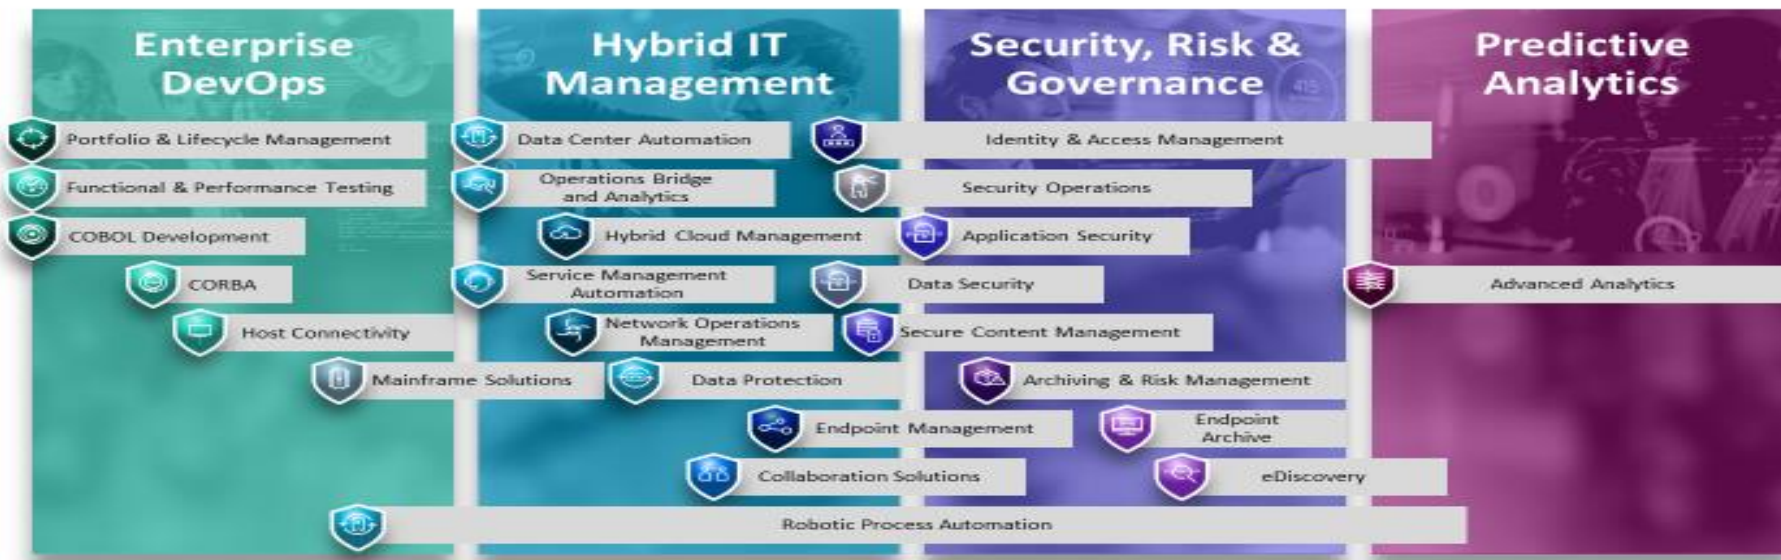 Enterprise
DevOps
Hybrid IT
Management
Security, Risk &
Governance
Predictive
Analytics
Portfolio & Lifecycle Management
Data Center Automation
Identity & Access Management
Functional & Performance Testing
Operations Bridge
and Analytics
Security Operations
COBOL Development
Hybrid Cloud Management
Application Security
CORBA
Service Management
Automation
Data Security
Advanced Analytics
Host Connectivity
Network Operations
Management
Secure Content Management
Mainframe Solutions
Data Protection
Archiving & Risk Management
Endpoint Management
Endpoint
Archive
Collaboration Solutions
eDiscovery
Robotic Process Automation